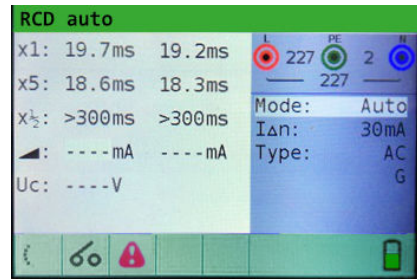 RCD auto
x1: 19.7ms 19.2ms
x5: 18.6ms 18.3ms
x½: >300ms >300ms
◢: ----mA ----mA
Uc: ----V
L PE N
227 2
227
Mode: Auto
I∆n: 30mA
Type: AC
G